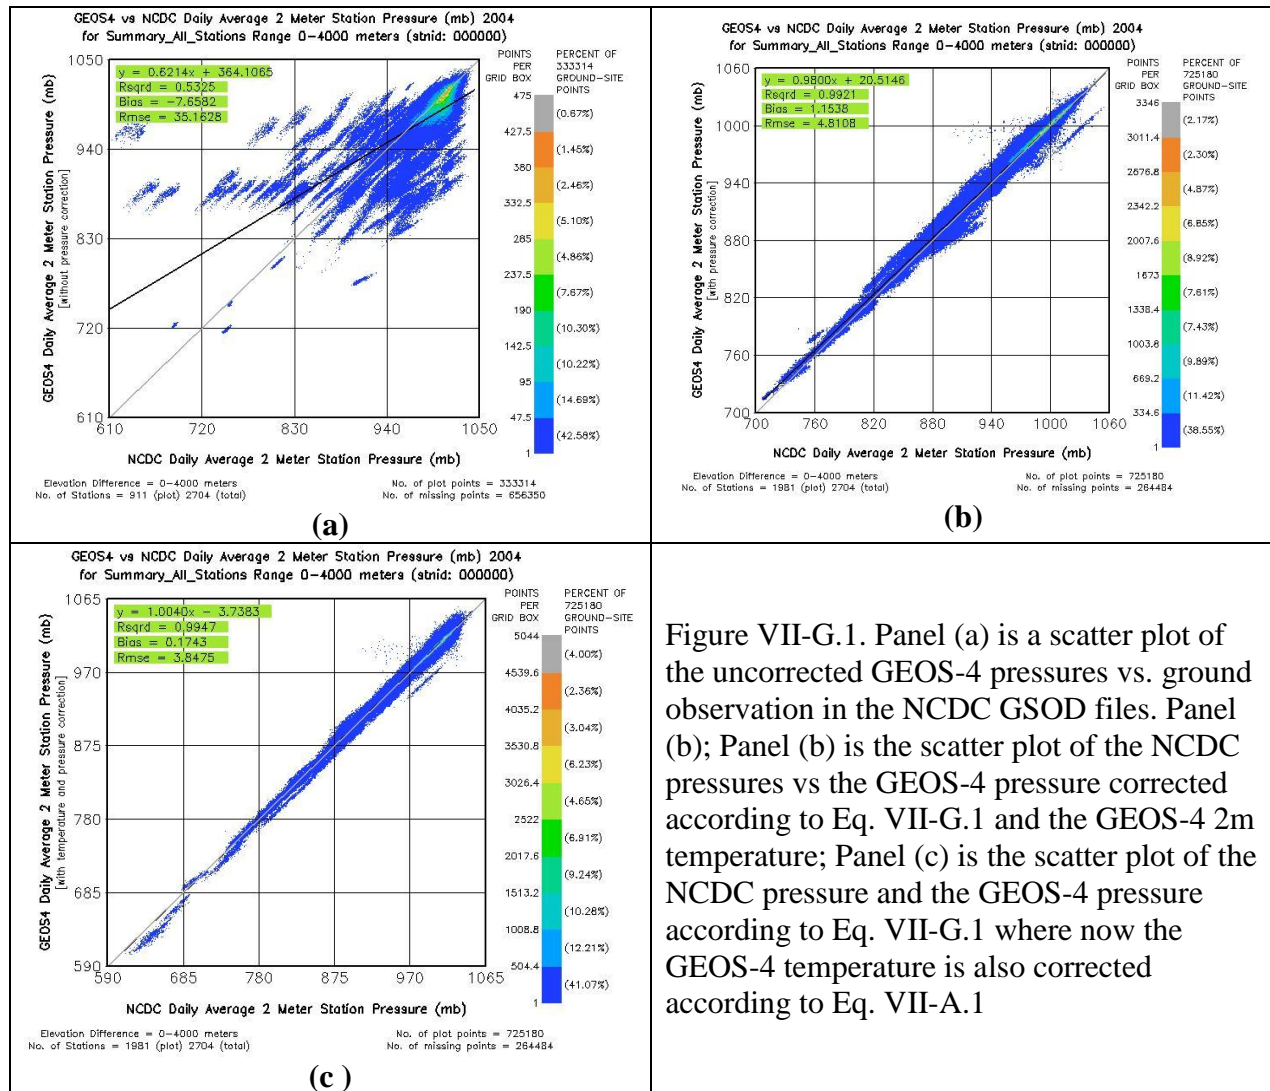 GEOS4 vs NCDC Daily Average 2 Meter Station Pressure (mb) 2004
for Summary_All_Stations Range 0-4000 meters (stnid: 000000)
y = 0.6214x + 364.1065
Rsqrd = 0.5325
Bias = -7.6582
Rmse = 35.1628
GEOS4 Daily Average 2 Meter Station Pressure (mb)
[without pressure correction]
1050
940
830
720
610
610 720 830 940 1050
NCDC Daily Average 2 Meter Station Pressure (mb)
POINTS PERCENT OF
PER 333314
GRID BOX GROUND-SITE
475 POINTS
(0.67%)
427.5
(1.45%)
380
(2.46%)
332.5
(5.10%)
285
(4.86%)
237.5
(7.67%)
190
(10.30%)
142.5
(10.22%)
95
(14.69%)
47.5
(42.58%)
1
Elevation Difference = 0-4000 meters No. of plot points = 333314
No. of Stations = 911 (plot) 2704 (total) No. of missing points = 656350
(a)
GEOS4 vs NCDC Daily Average 2 Meter Station Pressure (mb) 2004
for Summary_All_Stations Range 0-4000 meters (stnid: 000000)
y = 0.9800x + 20.5146
Rsqrd = 0.9921
Bias = 1.1538
Rmse = 4.8108
GEOS4 Daily Average 2 Meter Station Pressure (mb)
[with pressure correction]
1060
1000
940
880
820
760
700
700 760 820 880 940 1000 1060
NCDC Daily Average 2 Meter Station Pressure (mb)
POINTS PERCENT OF
PER 725180
GRID BOX GROUND-SITE
3346 POINTS
(2.17%)
3011.4
(2.30%)
2676.8
(4.87%)
2342.2
(6.85%)
2007.6
(8.92%)
1673
(7.61%)
1338.4
(7.43%)
1003.8
(9.89%)
669.2
(11.42%)
334.6
(38.55%)
1
Elevation Difference = 0-4000 meters No. of plot points = 725180
No. of Stations = 1981 (plot) 2704 (total) No. of missing points = 264484
(b)
GEOS4 vs NCDC Daily Average 2 Meter Station Pressure (mb) 2004
for Summary_All_Stations Range 0-4000 meters (stnid: 000000)
y = 1.0040x - 3.7383
Rsqrd = 0.9947
Bias = 0.1743
Rmse = 3.8475
GEOS4 Daily Average 2 Meter Station Pressure (mb)
[with temperature and pressure correction]
1065
970
875
780
685
590
590 685 780 875 970 1065
NCDC Daily Average 2 Meter Station Pressure (mb)
POINTS PERCENT OF
PER 725180
GRID BOX GROUND-SITE
5044 POINTS
(4.00%)
4539.6
(2.36%)
4035.2
(3.04%)
3530.8
(6.23%)
3026.4
(4.65%)
2522
(6.91%)
2017.6
(9.24%)
1513.2
(10.28%)
1008.8
(12.21%)
504.4
(41.07%)
1
Elevation Difference = 0-4000 meters No. of plot points = 725180
No. of Stations = 1981 (plot) 2704 (total) No. of missing points = 264484
(c )
Figure VII-G.1. Panel (a) is a scatter plot of
the uncorrected GEOS-4 pressures vs. ground
observation in the NCDC GSOD files. Panel
(b); Panel (b) is the scatter plot of the NCDC
pressures vs the GEOS-4 pressure corrected
according to Eq. VII-G.1 and the GEOS-4 2m
temperature; Panel (c) is the scatter plot of the
NCDC pressure and the GEOS-4 pressure
according to Eq. VII-G.1 where now the
GEOS-4 temperature is also corrected
according to Eq. VII-A.1